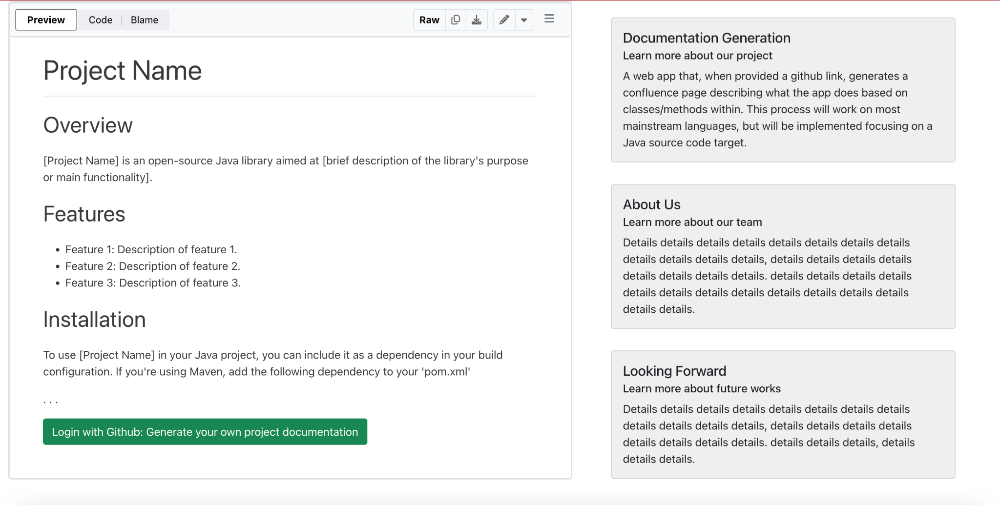 Preview
Code
Blame
Raw
Project Name
Overview
[Project Name] is an open-source Java library aimed at [brief description of the library's purpose
or main functionality].
Features
• Feature 1: Description of feature 1.
• Feature 2: Description of feature 2.
• Feature 3: Description of feature 3.
Installation
To use [Project Name] in your Java project, you can include it as a dependency in your build
configuration. If you're using Maven, add the following dependency to your 'pom.xml'
. . .
Login with Github: Generate your own project documentation
Documentation Generation
Learn more about our project
A web app that, when provided a github link, generates a
confluence page describing what the app does based on
classes/methods within. This process will work on most
mainstream languages, but will be implemented focusing on a
Java source code target.
About Us
Learn more about our team
Details details details details details details details details
details details details details, details details details details
details details details details. details details details details
details details details details details details details details
details details.
Looking Forward
Learn more about future works
Details details details details details details details details
details details details details, details details details details
details details details details. details details details, details
details details.